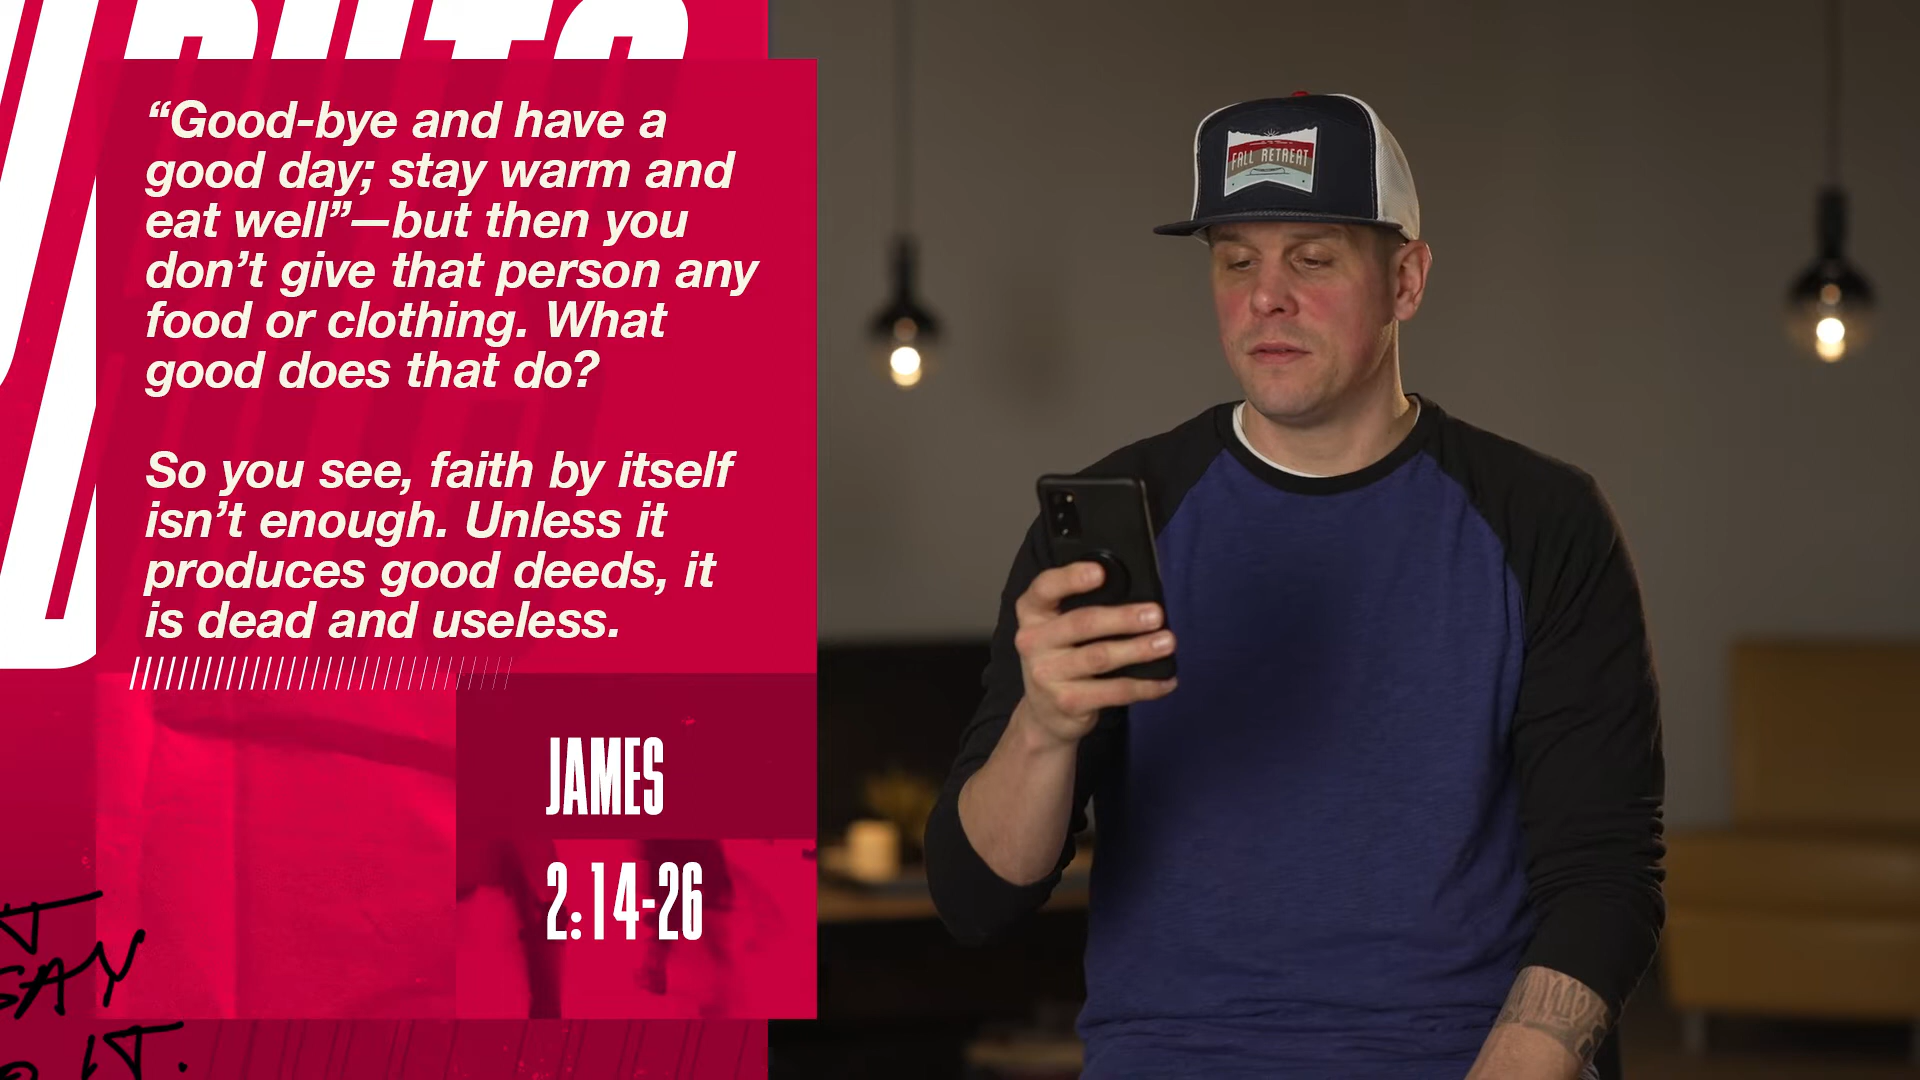 “Good-bye and have a
good day; stay warm and
eat well”—but then you
don’t give that person any
food or clothing. What
good does that do?
So you see, faith by itself
isn’t enough. Unless it
produces good deeds, it
is dead and useless.
JAMES
2:14-26
SAY
IT.
FALL RETREAT